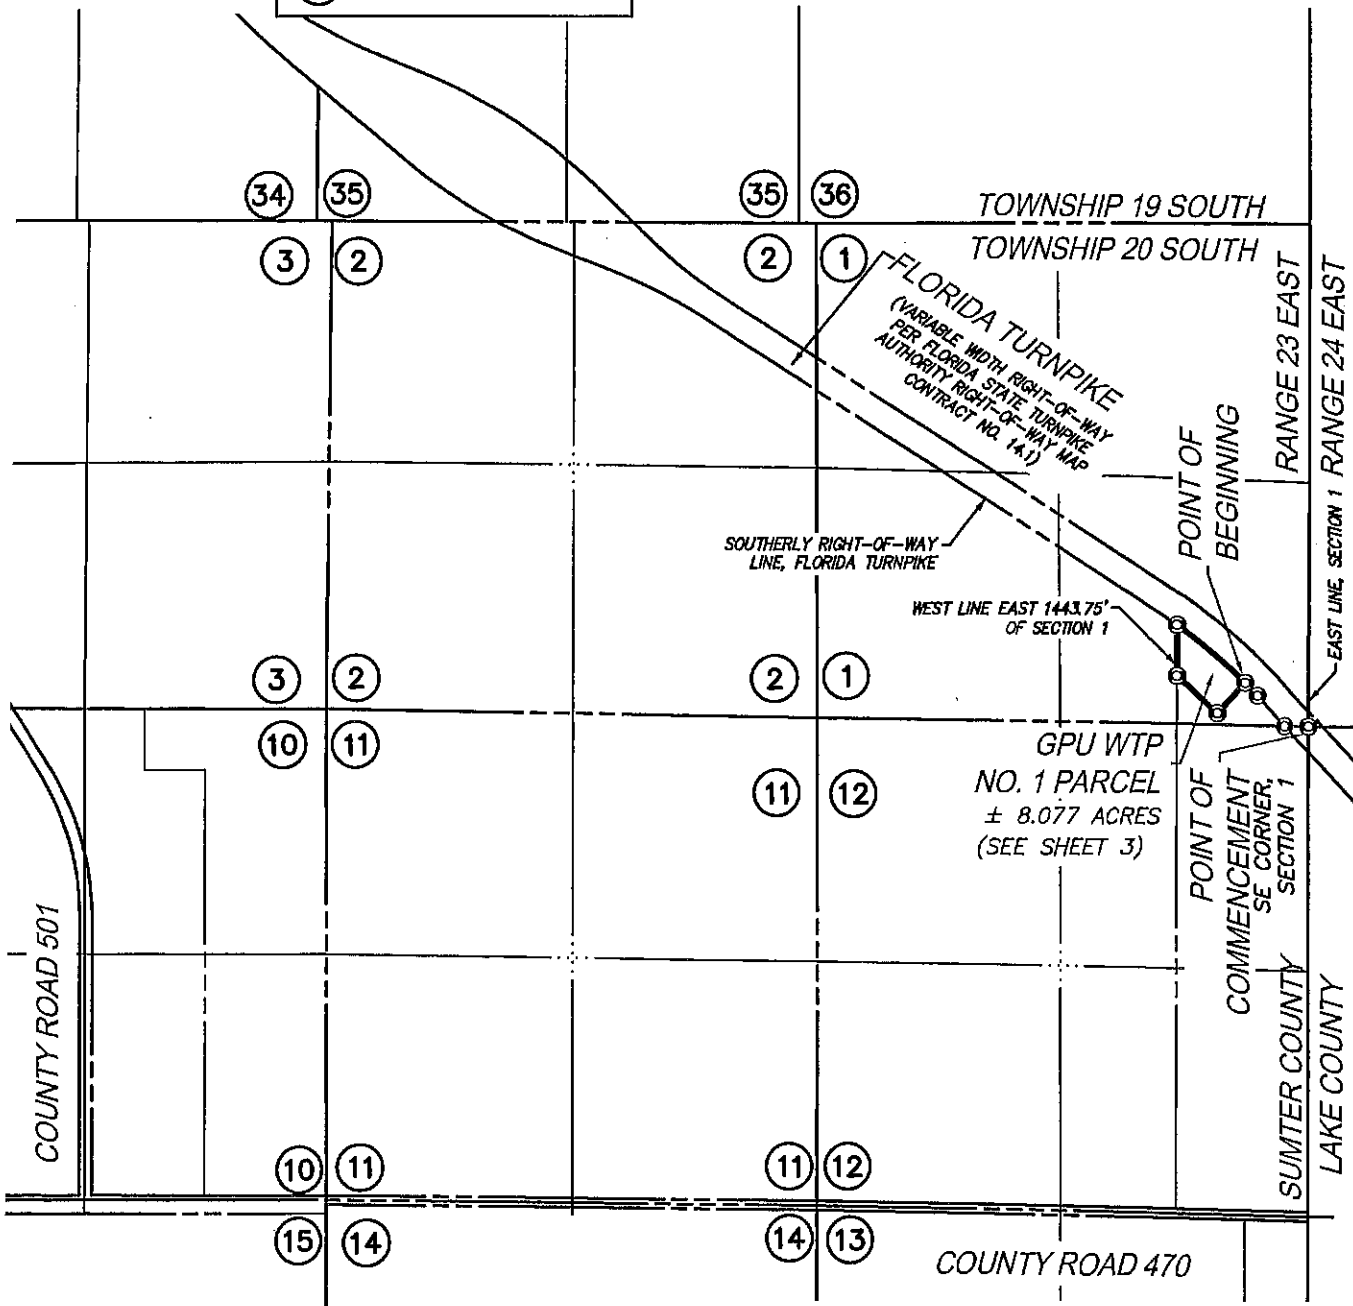 34 35
35 36
TOWNSHIP 19 SOUTH
3 2
2 1
TOWNSHIP 20 SOUTH
FLORIDA TURNPIKE
(VARIABLE WIDTH RIGHT-OF-WAY
PER FLORIDA STATE TURNPIKE
AUTHORITY RIGHT-OF-WAY MAP
CONTRACT NO. 14.1)
RANGE 23 EAST
RANGE 24 EAST
POINT OF
BEGINNING
EAST LINE, SECTION 1
SOUTHERLY RIGHT-OF-WAY
LINE, FLORIDA TURNPIKE
WEST LINE EAST 1443.75'
OF SECTION 1
3 2
2 1
10 11
11 12
GPU WTP
NO. 1 PARCEL
± 8.077 ACRES
(SEE SHEET 3)
POINT OF
COMMENCEMENT
SE CORNER,
SECTION 1
COUNTY ROAD 501
SUMTER COUNTY
LAKE COUNTY
10 11
11 12
15 14
14 13
COUNTY ROAD 470